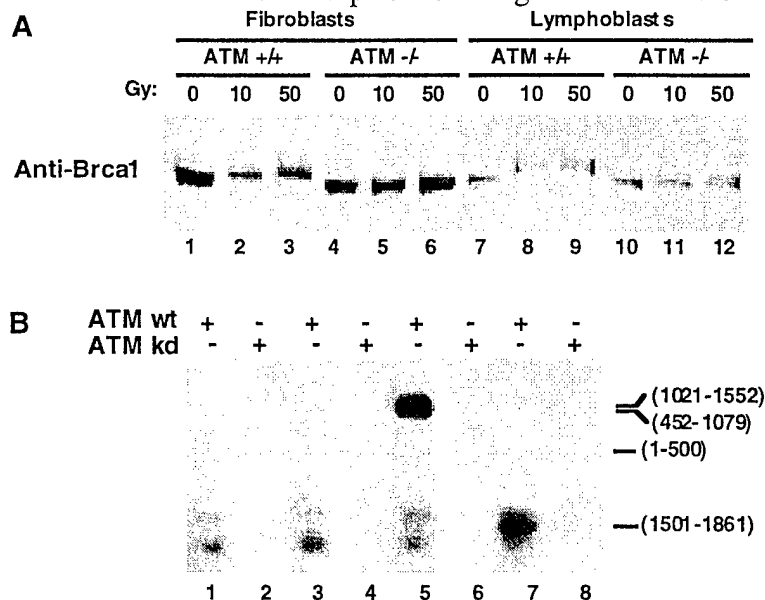 A
Fibroblasts Lymphoblasts
ATM +/+ ATM -/- ATM +/+ ATM -/-
Gy: 0 10 50 0 10 50 0 10 50 0 10 50
Anti-Brca1
1 2 3 4 5 6 7 8 9 10 11 12
B
ATM wt + - + - + - + -
ATM kd - + - + - + - +
(1021-1552)
(452-1079)
(1-500)
(1501-1861)
1 2 3 4 5 6 7 8